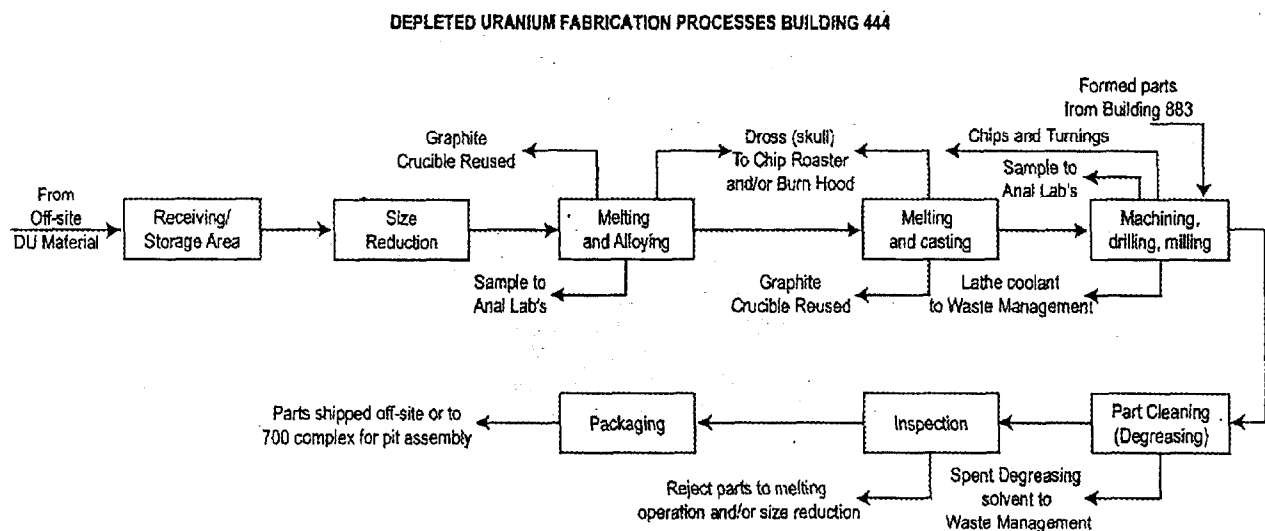 DEPLETED URANIUM FABRICATION PROCESSES BUILDING 444
Formed parts
from Building 883
Graphite
Crucible Reused
Dross (skull)
To Chip Roaster
and/or Burn Hood
Chips and Turnings
Sample to
Anal Lab's
From
Off-site
DU Material
Receiving/
Storage Area
Size
Reduction
Melting
and Alloying
Melting
and casting
Machining,
drilling, milling
Sample to
Anal Lab's
Graphite
Crucible Reused
Lathe coolant
to Waste Management
Parts shipped off-site or to
700 complex for pit assembly
Packaging
Inspection
Part Cleaning
(Degreasing)
Reject parts to melting
operation and/or size reduction
Spent Degreasing
solvent to
Waste Management